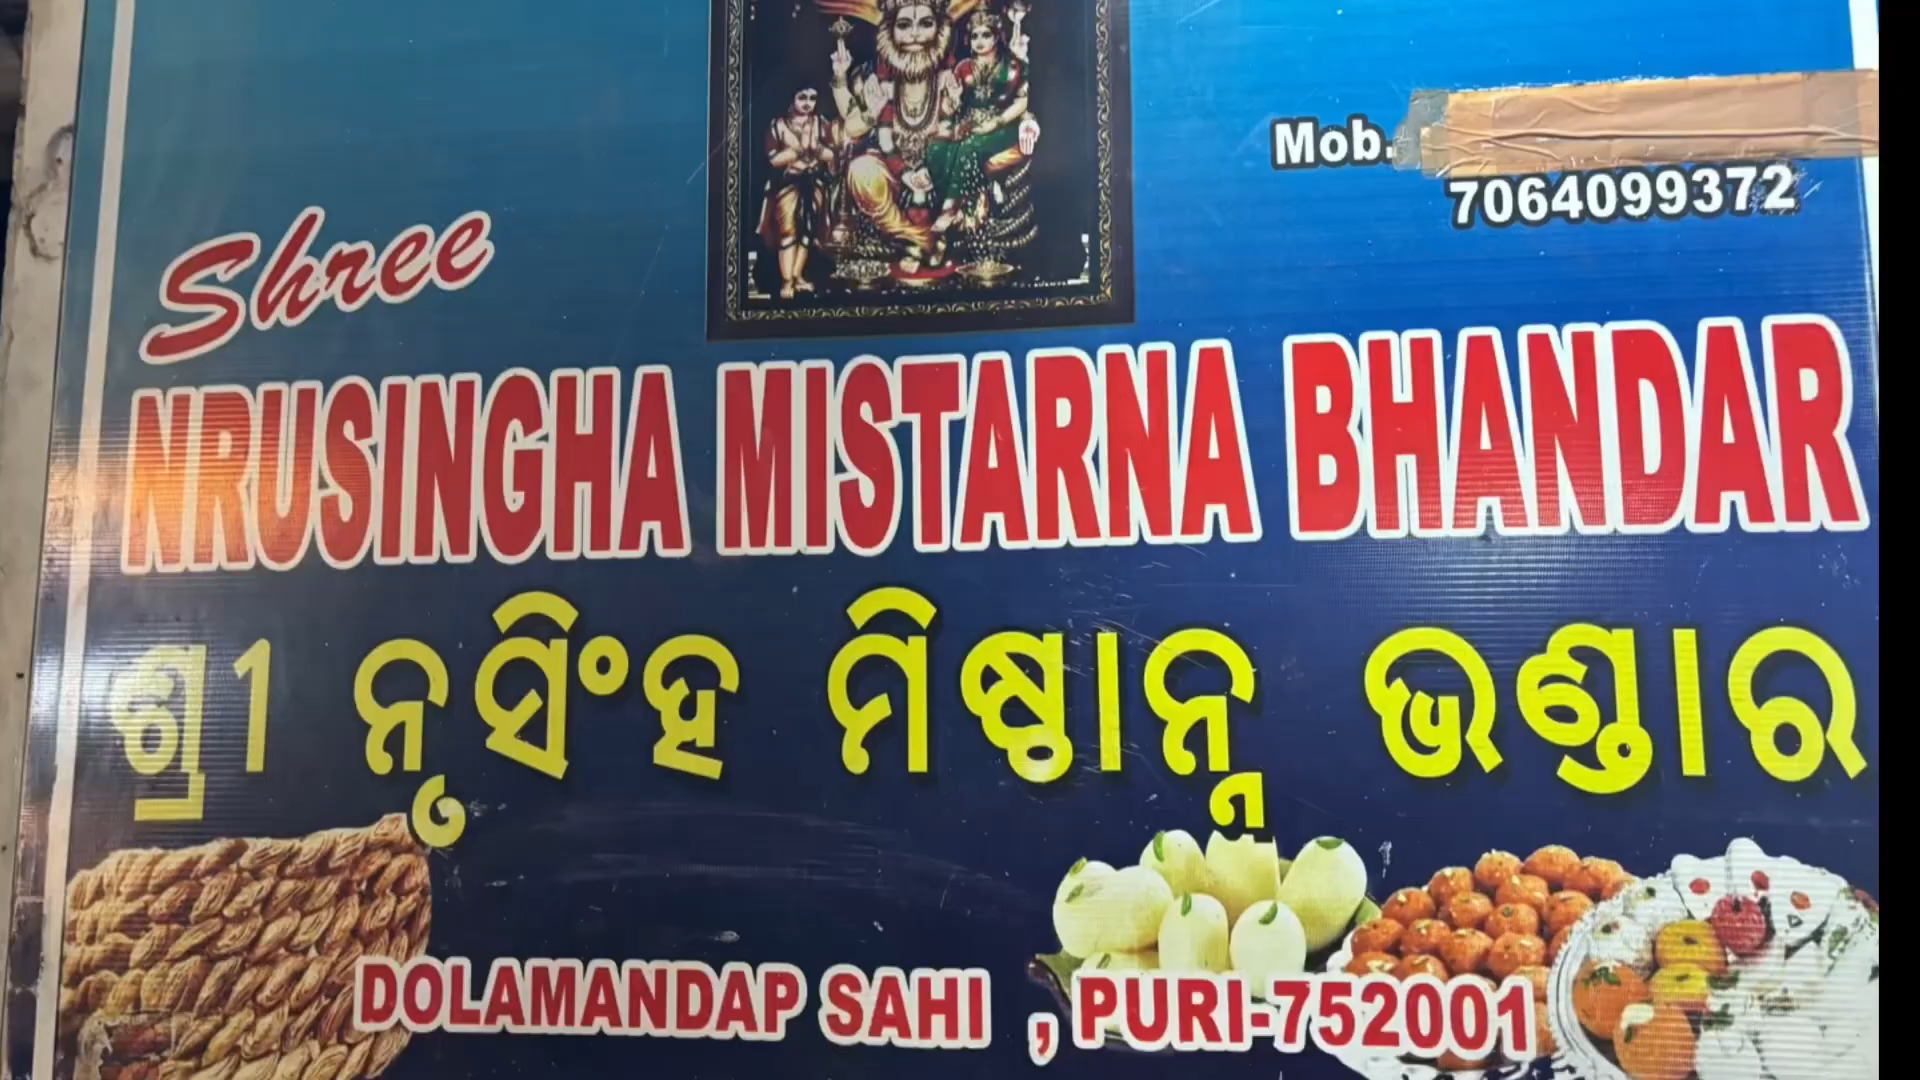 Mob.
7064099372
Shree
NRUSINGHA MISTARNA BHANDAR
ଶ୍ରୀ ନୃସିଂହ ମିଷ୍ଠାନ୍ନ ଭଣ୍ଡାର
DOLAMANDAP SAHI , PURI-752001